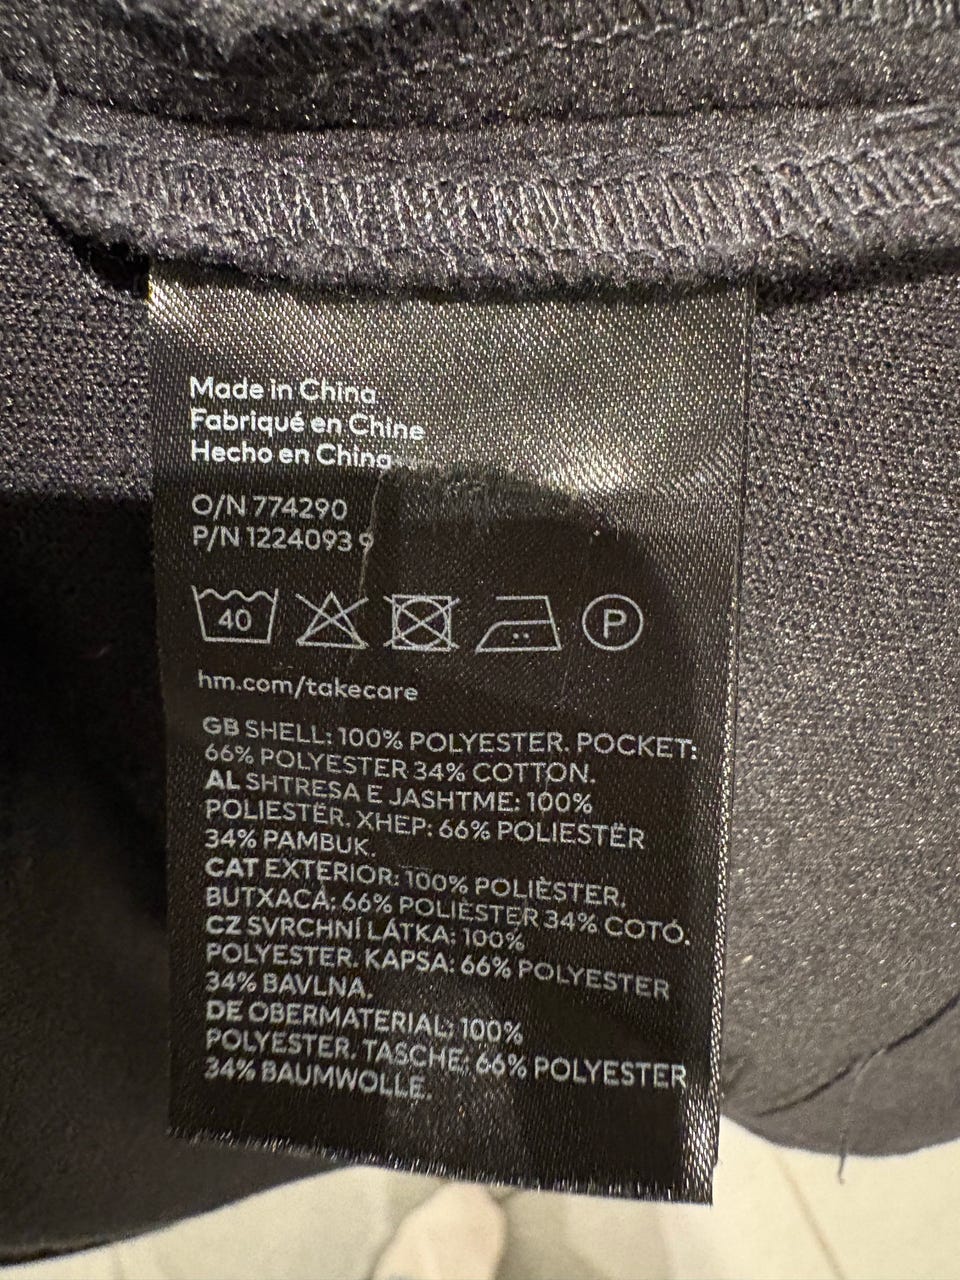 Made in China
Fabriqué en Chine
Hecho en China
O/N 774290
P/N 1224093 9
40
P
hm.com/takecare
GB SHELL: 100% POLYESTER. POCKET:
66% POLYESTER 34% COTTON.
AL SHTRESA E JASHTME: 100%
POLIESTËR. XHEP: 66% POLIESTËR
34% PAMBUK.
CAT EXTERIOR: 100% POLIÈSTER.
BUTXACA: 66% POLIÈSTER 34% COTÓ.
CZ SVRCHNÍ LÁTKA: 100%
POLYESTER. KAPSA: 66% POLYESTER
34% BAVLNA.
DE OBERMATERIAL: 100%
POLYESTER. TASCHE: 66% POLYESTER
34% BAUMWOLLE.